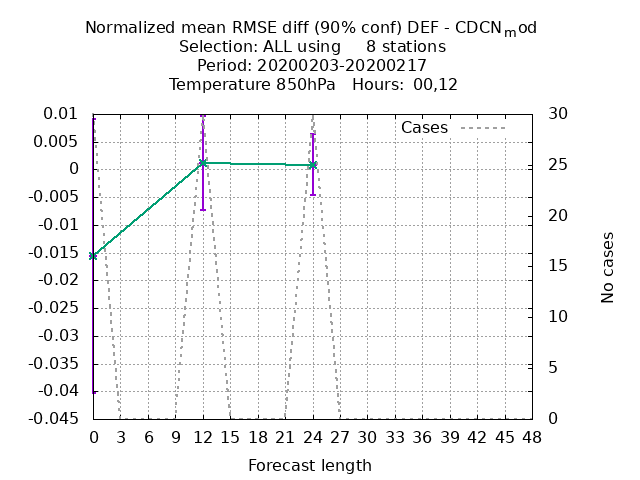 Normalized mean RMSE diff (90% conf) DEF - CDCNmod
Selection: ALL using     8 stations
Period: 20200203-20200217
Temperature 850hPa   Hours: 00,12
Cases
0.01
0.005
0
-0.005
-0.01
-0.015
-0.02
-0.025
-0.03
-0.035
-0.04
-0.045
30
25
20
15
10
5
0
No cases
0 3 6 9 12 15 18 21 24 27 30 33 36 39 42 45 48
Forecast length